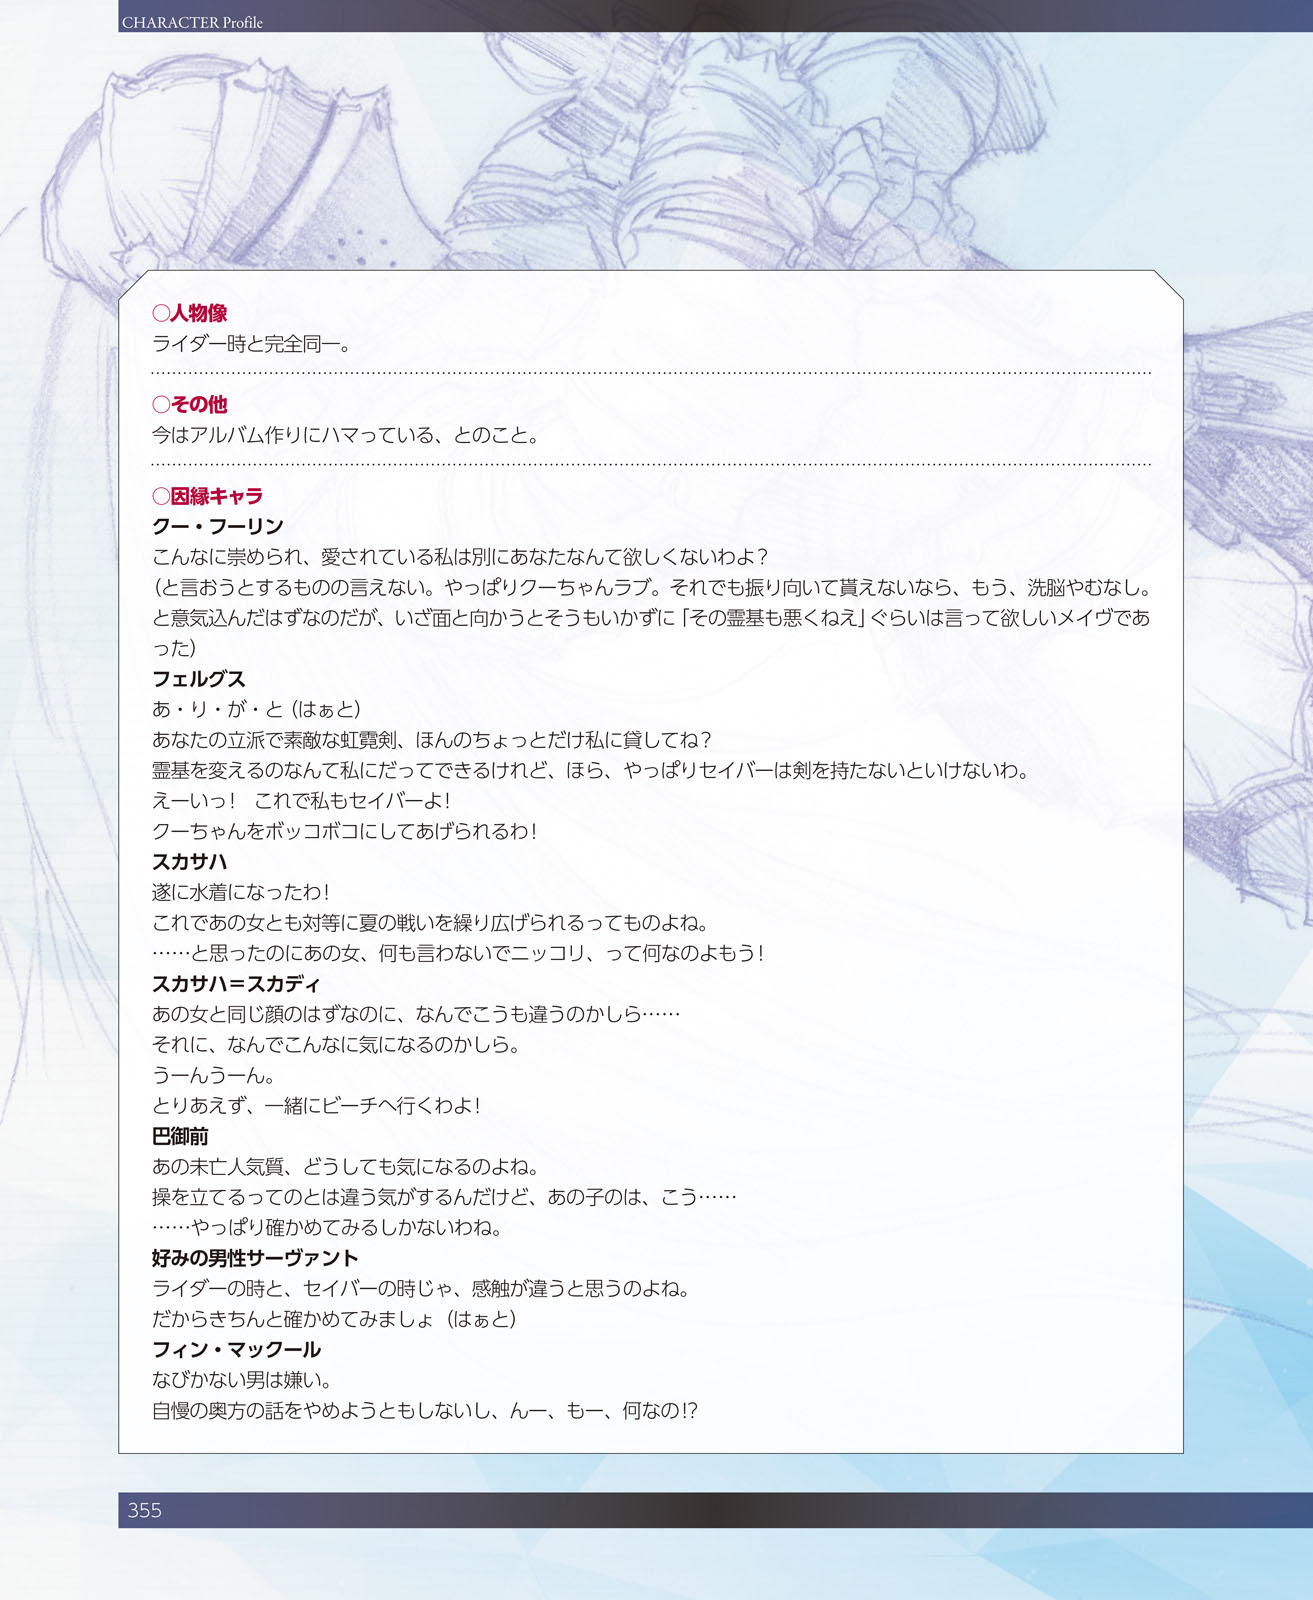 CHARACTER Profile
○人物像
ライダー時と完全同一。
○その他
今はアルバム作りにハマっている、とのこと。
○因縁キャラ
クー・フーリン
こんなに崇められ、愛されている私は別にあなたなんて欲しくないわよ？
（と言おうとするものの言えない。やっぱりクーちゃんラブ。それでも振り向いて貰えないなら、もう、洗脳やむなし。
と意気込んだはずなのだが、いざ面と向かうとそうもいかずに「その霊基も悪くねえ」ぐらいは言って欲しいメイヴであ
った）
フェルグス
あ・り・が・と（はぁと）
あなたの立派で素敵な虹霓剣、ほんのちょっとだけ私に貸してね？
霊基を変えるのなんて私にだってできるけれど、ほら、やっぱりセイバーは剣を持たないといけないわ。
えーいっ！　これで私もセイバーよ！
クーちゃんをボッコボコにしてあげられるわ！
スカサハ
遂に水着になったわ！
これであの女とも対等に夏の戦いを繰り広げられるってものよね。
……と思ったのにあの女、何も言わないでニッコリ、って何なのよもう！
スカサハ＝スカディ
あの女と同じ顔のはずなのに、なんでこうも違うのかしら……
それに、なんでこんなに気になるのかしら。
うーんうーん。
とりあえず、一緒にビーチへ行くわよ！
巴御前
あの未亡人気質、どうしても気になるのよね。
操を立てるってのとは違う気がするんだけど、あの子のは、こう……
……やっぱり確かめてみるしかないわね。
好みの男性サーヴァント
ライダーの時と、セイバーの時じゃ、感触が違うと思うのよね。
だからきちんと確かめてみましょ（はぁと）
フィン・マックール
なびかない男は嫌い。
自慢の奥方の話をやめようともしないし、んー、もー、何なの!?
355